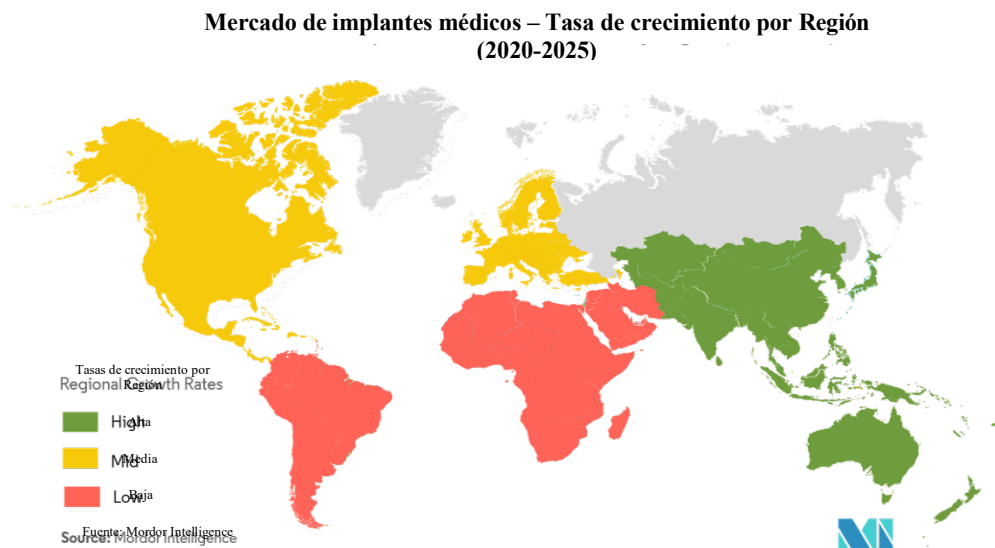 Mercado de implantes médicos – Tasa de crecimiento por Región
(2020-2025)
Tasas de crecimiento por
Región
Regional Growth Rates
High
Alta
Mid
Media
Low
Baja
Fuente: Mordor Intelligence
Source: Mordor Intelligence